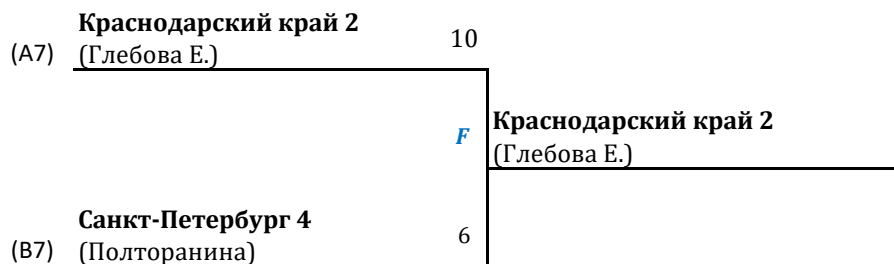 Краснодарский край 2
10
(A7) (Глебова Е.)
F
Краснодарский край 2
(Глебова Е.)
Санкт-Петербург 4
6
(B7) (Полторанина)